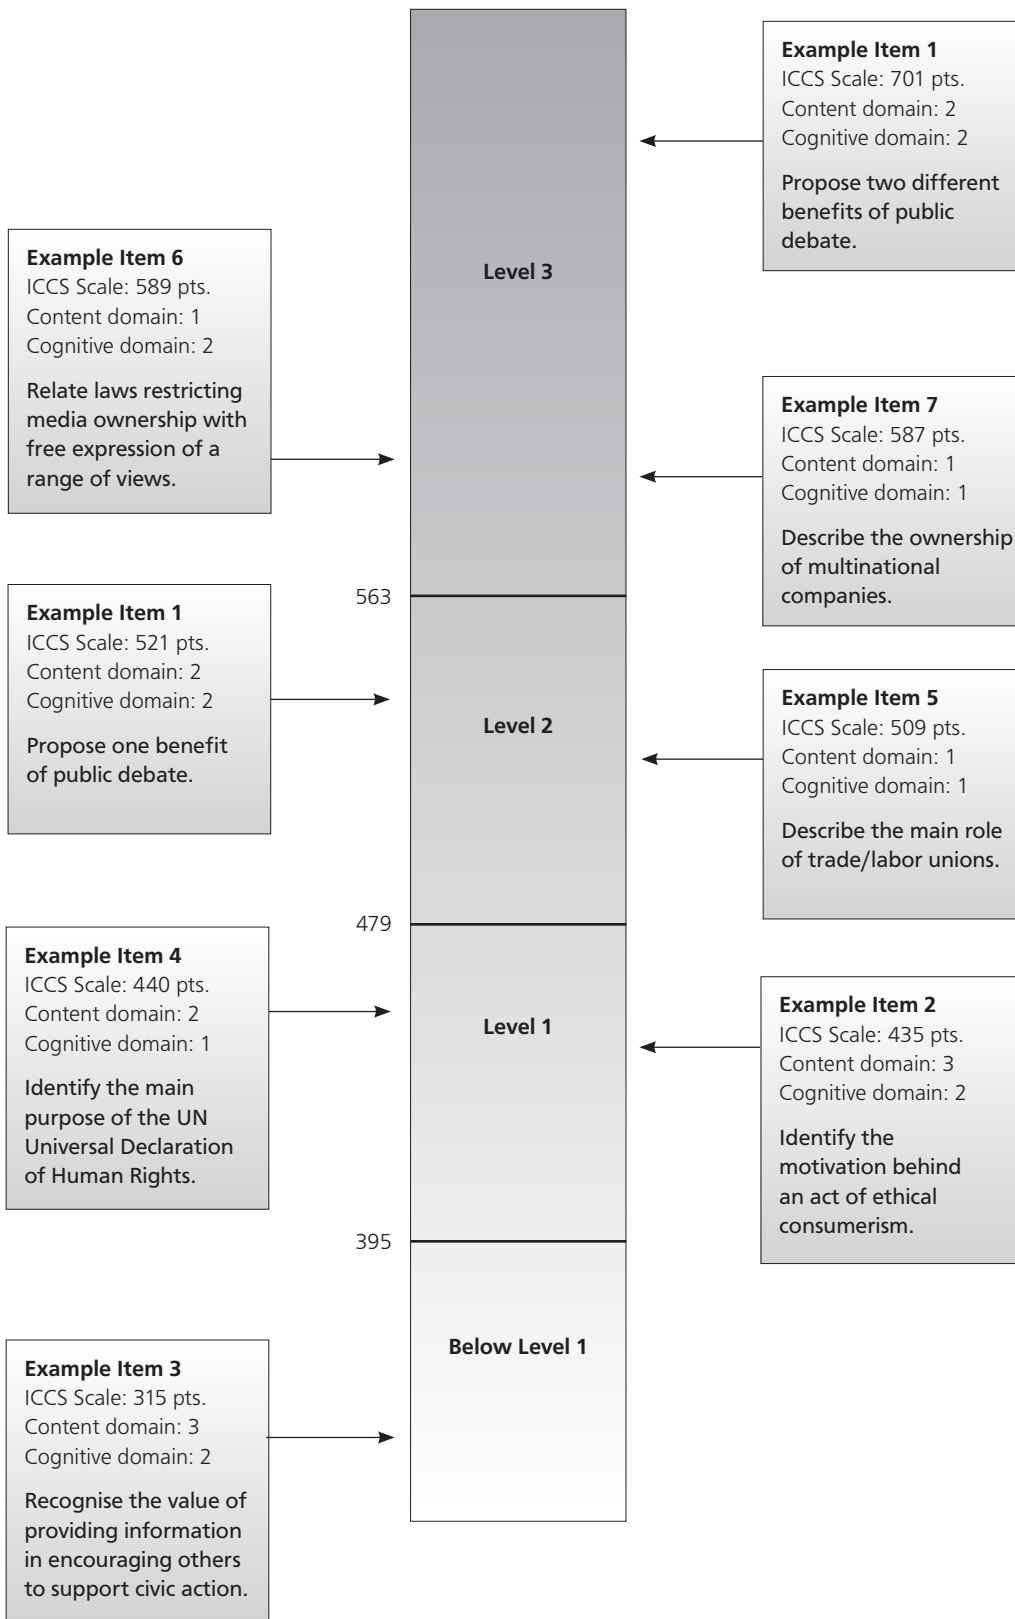 Example Item 1
ICCS Scale: 701 pts.
Content domain: 2
Cognitive domain: 2
Propose two different
benefits of public
debate.
Level 3
Example Item 6
ICCS Scale: 589 pts.
Content domain: 1
Cognitive domain: 2
Relate laws restricting
media ownership with
free expression of a
range of views.
Example Item 7
ICCS Scale: 587 pts.
Content domain: 1
Cognitive domain: 1
Describe the ownership
of multinational
companies.
563
Example Item 1
ICCS Scale: 521 pts.
Content domain: 2
Cognitive domain: 2
Propose one benefit
of public debate.
Level 2
Example Item 5
ICCS Scale: 509 pts.
Content domain: 1
Cognitive domain: 1
Describe the main role
of trade/labor unions.
479
Example Item 4
ICCS Scale: 440 pts.
Content domain: 2
Cognitive domain: 1
Identify the main
purpose of the UN
Universal Declaration
of Human Rights.
Level 1
Example Item 2
ICCS Scale: 435 pts.
Content domain: 3
Cognitive domain: 2
Identify the
motivation behind
an act of ethical
consumerism.
395
Below Level 1
Example Item 3
ICCS Scale: 315 pts.
Content domain: 3
Cognitive domain: 2
Recognise the value of
providing information
in encouraging others
to support civic action.